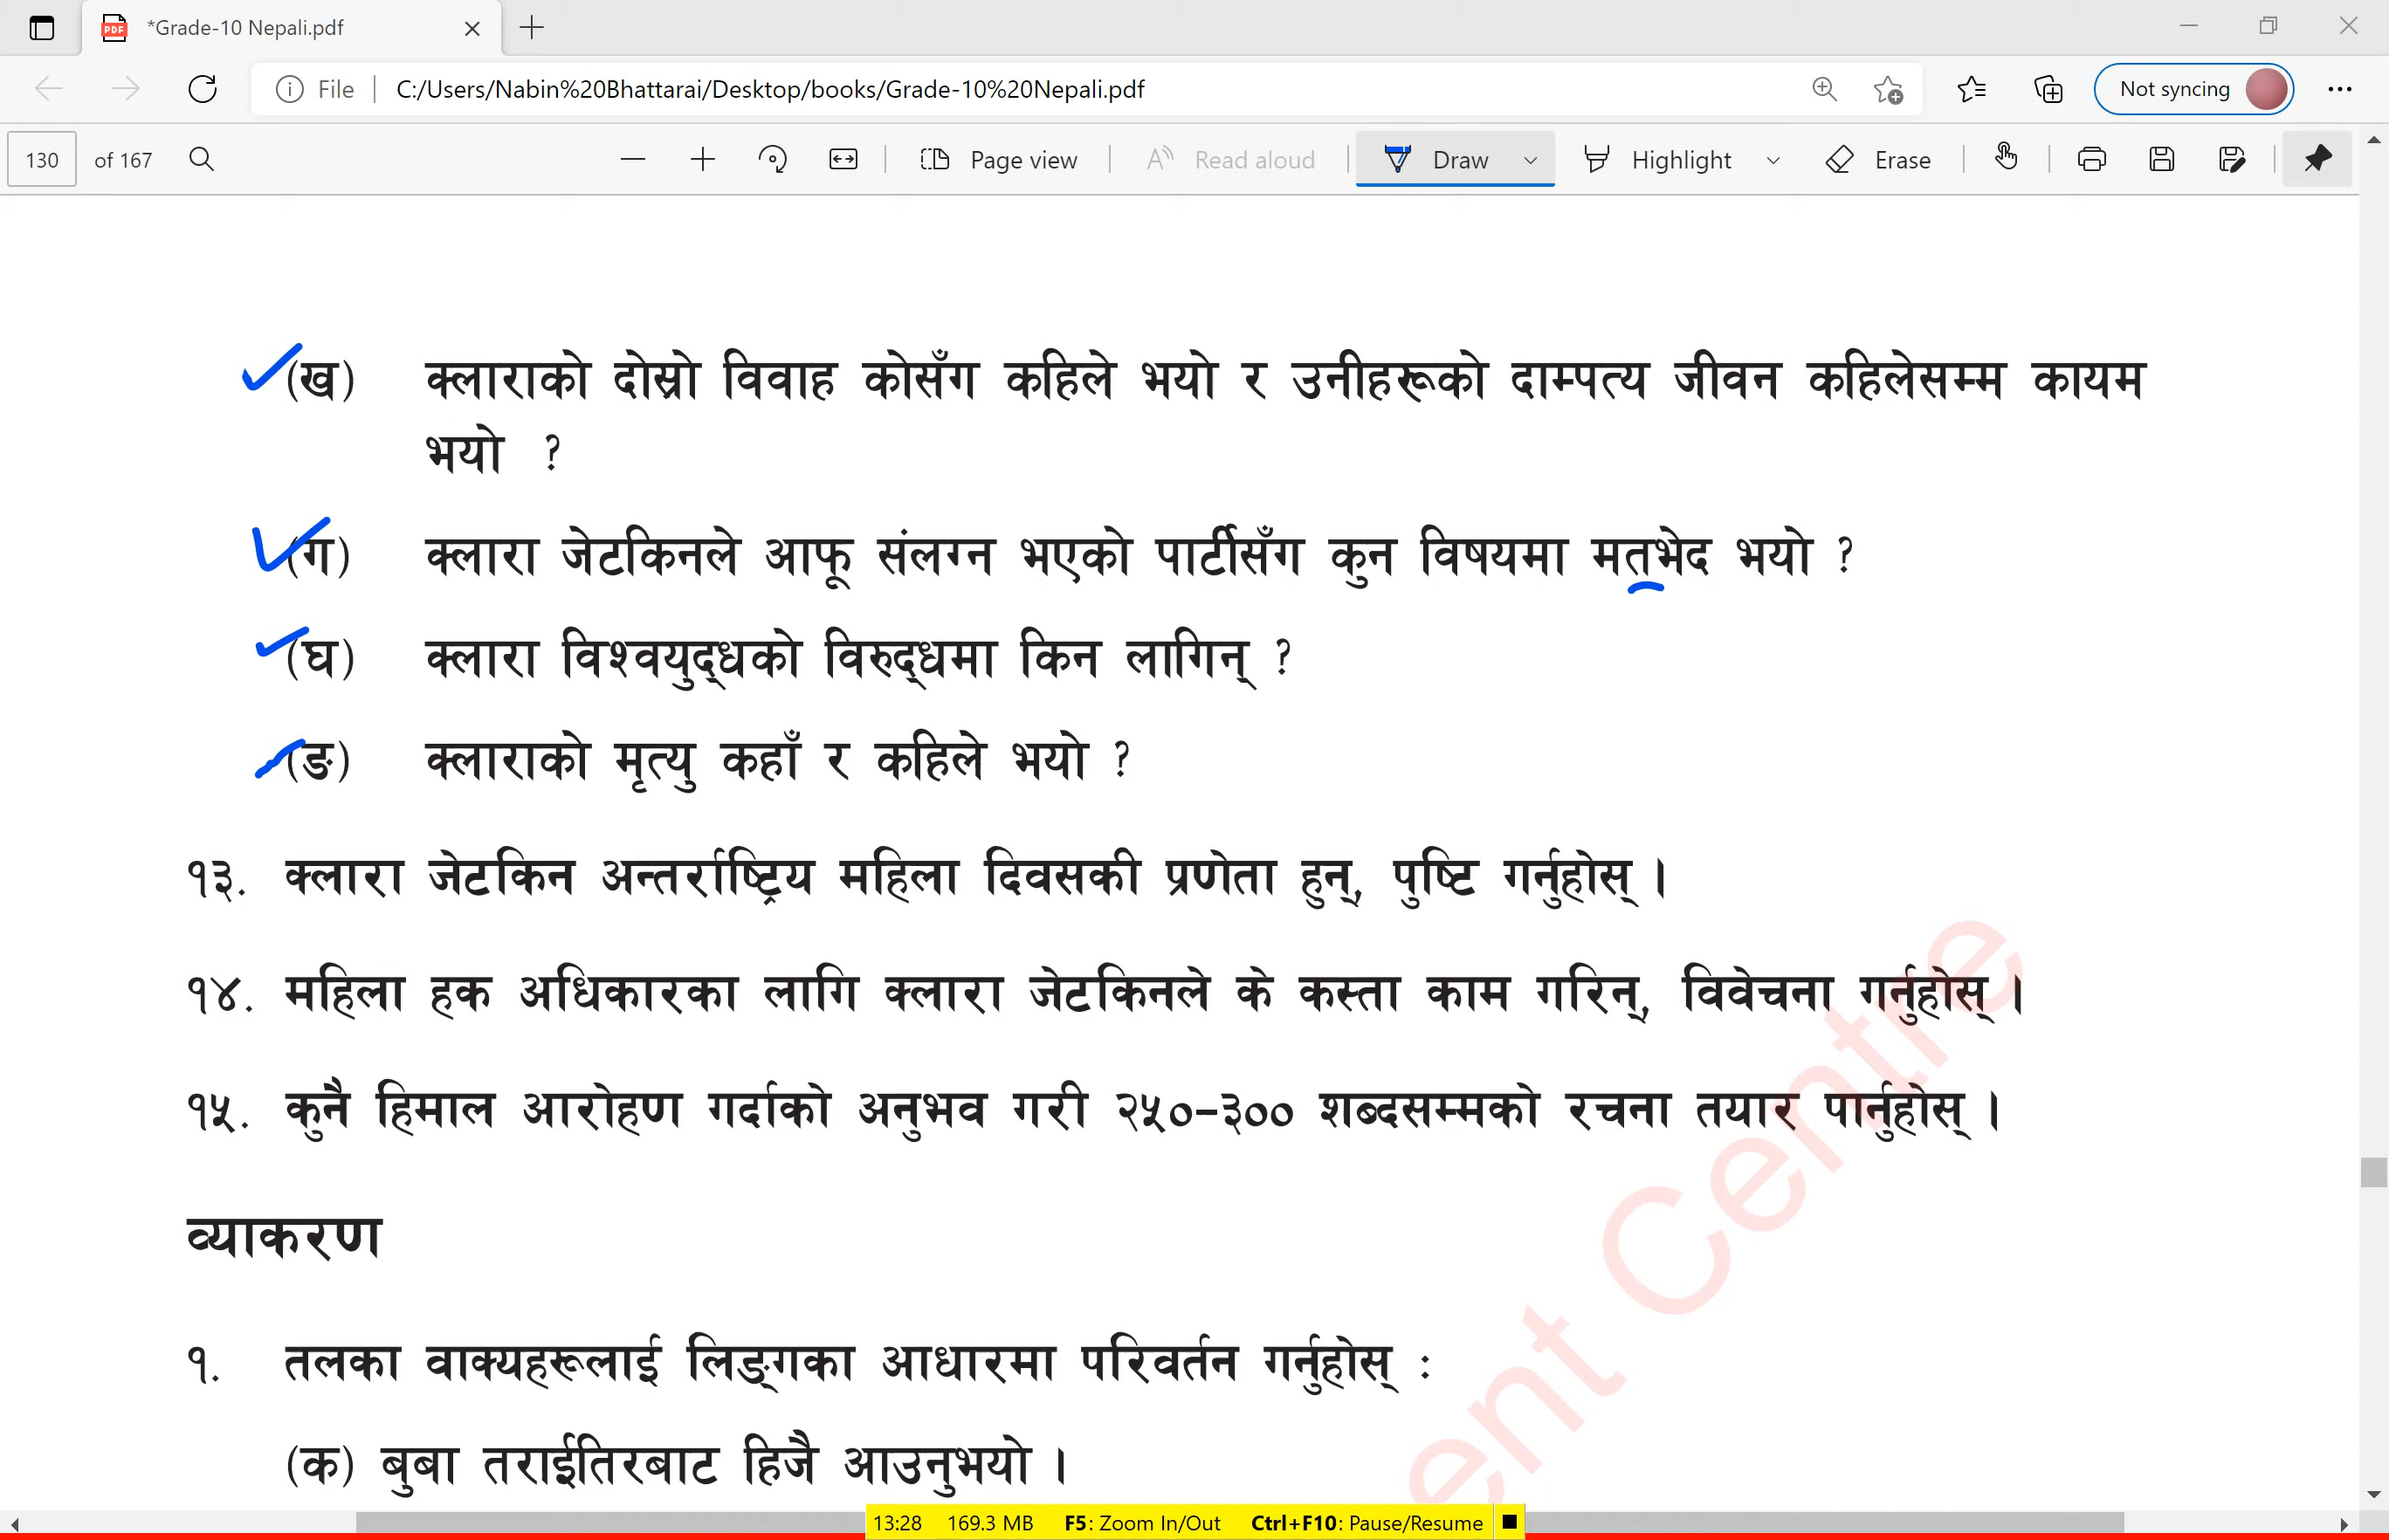 *Grade-10 Nepali.pdf
File C:/Users/Nabin%20Bhattarai/Desktop/books/Grade-10%20Nepali.pdf Not syncing
130 of 167 Page view Read aloud Draw Highlight Erase
(ख) क्लाराको दोस्रो विवाह कोसँग कहिले भयो र उनीहरूको दाम्पत्य जीवन कहिलेसम्म कायम
भयो ?
(ग) क्लारा जेटकिनले आफू संलग्न भएको पार्टीसँग कुन विषयमा मतभेद भयो ?
(घ) क्लारा विश्वयुद्धको विरुद्धमा किन लागिन् ?
(ङ) क्लाराको मृत्यु कहाँ र कहिले भयो ?
१३. क्लारा जेटकिन अन्तर्राष्ट्रिय महिला दिवसकी प्रणेता हुन्, पुष्टि गर्नुहोस् ।
१४. महिला हक अधिकारका लागि क्लारा जेटकिनले के कस्ता काम गरिन्, विवेचना गर्नुहोस् ।
१५. कुनै हिमाल आरोहण गर्दाको अनुभव गरी २५०-३०० शब्दसम्मको रचना तयार पार्नुहोस् ।
व्याकरण
१. तलका वाक्यहरूलाई लिङ्गका आधारमा परिवर्तन गर्नुहोस् :
(क) बुबा तराईतिरबाट हिजै आउनुभयो ।
ent Centre
13:28 169.3 MB F5: Zoom In/Out Ctrl+F10: Pause/Resume